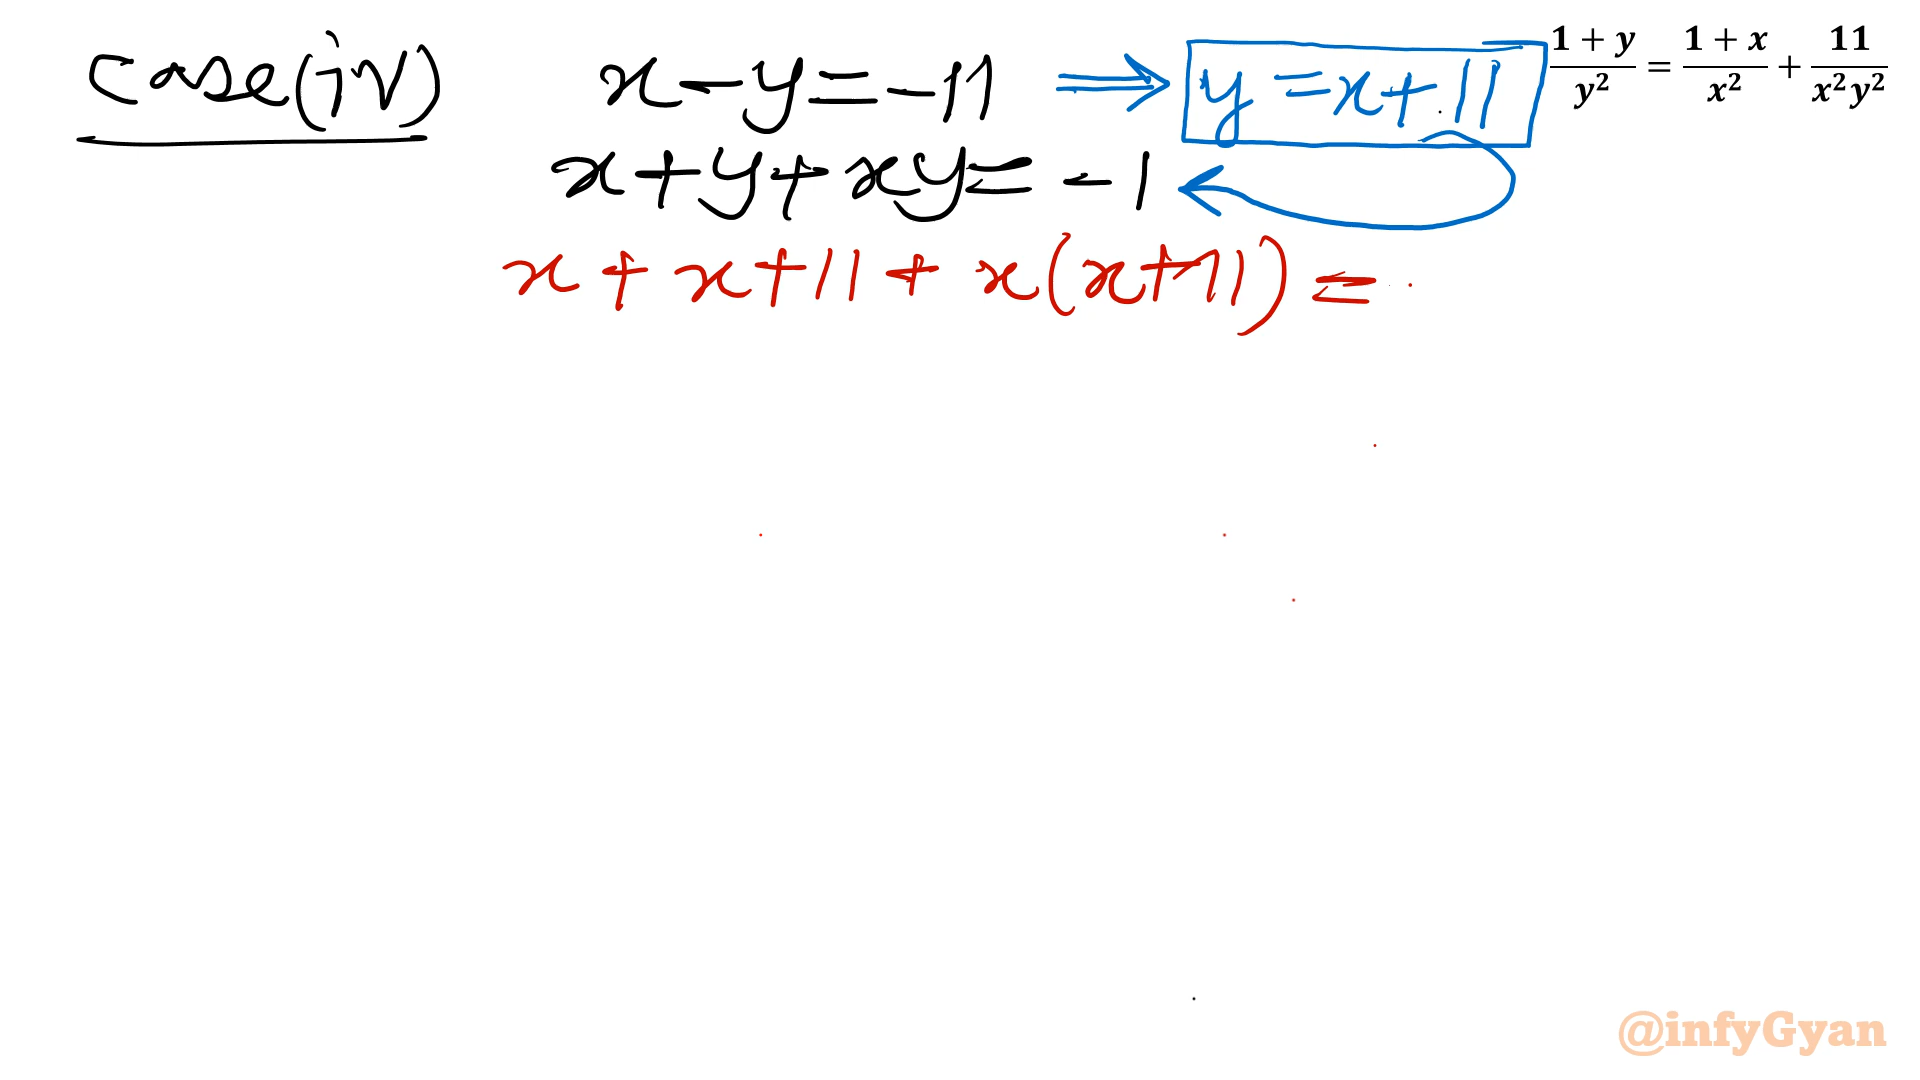 case(iv) x-y=-11 ⇒ y=x+11
x+y+xy=-1
x+x+11+x(x+11)=
1+y/y² = 1+x/x² + 11/x²y²
@infyGyan